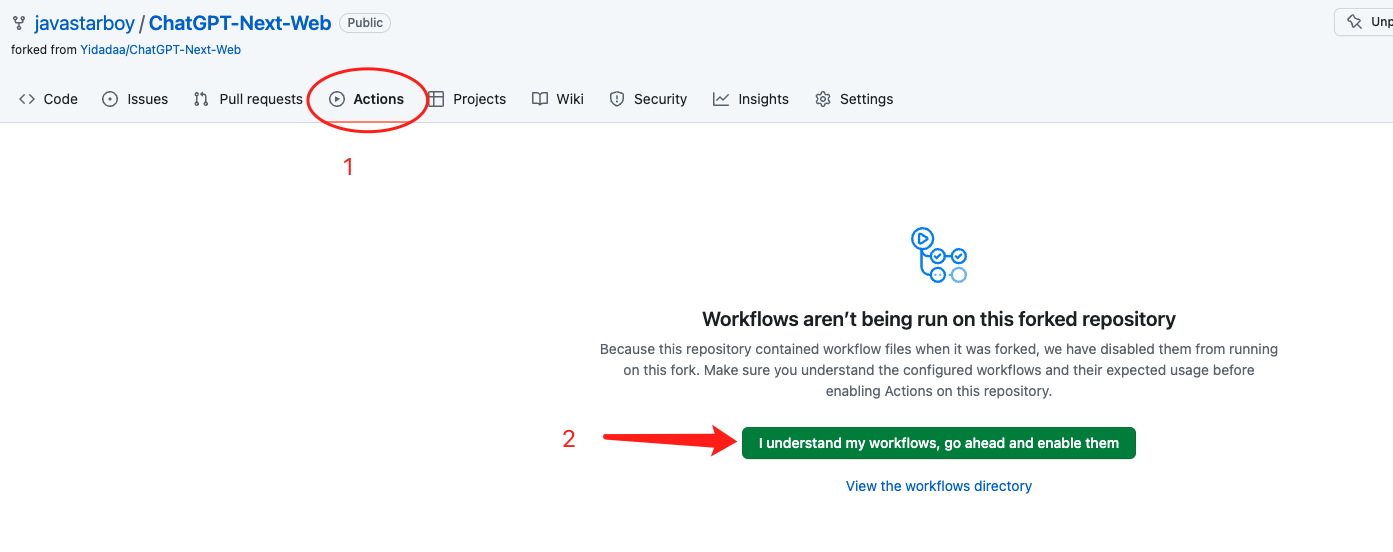 javastarboy / ChatGPT-Next-Web Public
Unp
forked from Yidadaa/ChatGPT-Next-Web
Code Issues Pull requests Actions Projects Wiki Security Insights Settings
1
Workflows aren’t being run on this forked repository
Because this repository contained workflow files when it was forked, we have disabled them from running
on this fork. Make sure you understand the configured workflows and their expected usage before
enabling Actions on this repository.
2
I understand my workflows, go ahead and enable them
View the workflows directory